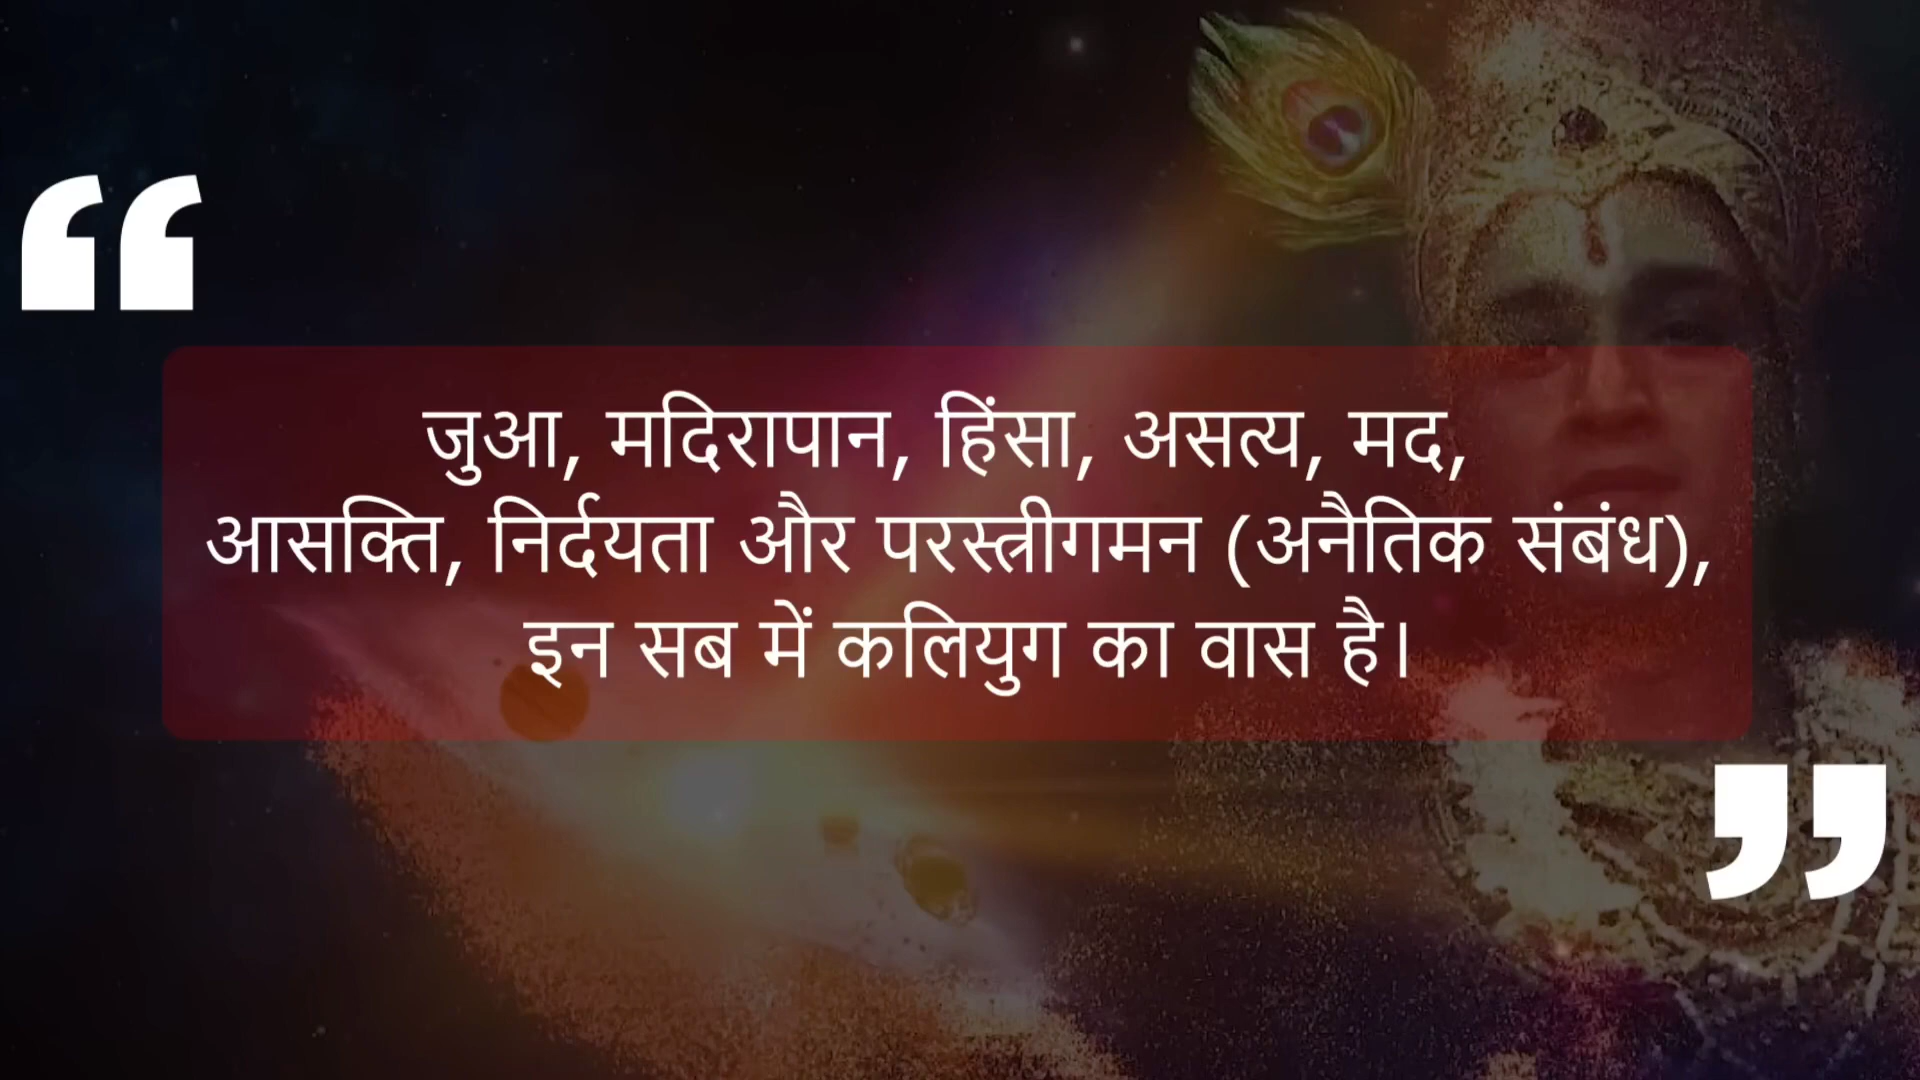 जुआ, मदिरापान, हिंसा, असत्य, मद,
आसक्ति, निर्दयता और परस्त्रीगमन (अनैतिक संबंध),
इन सब में कलियुग का वास है।